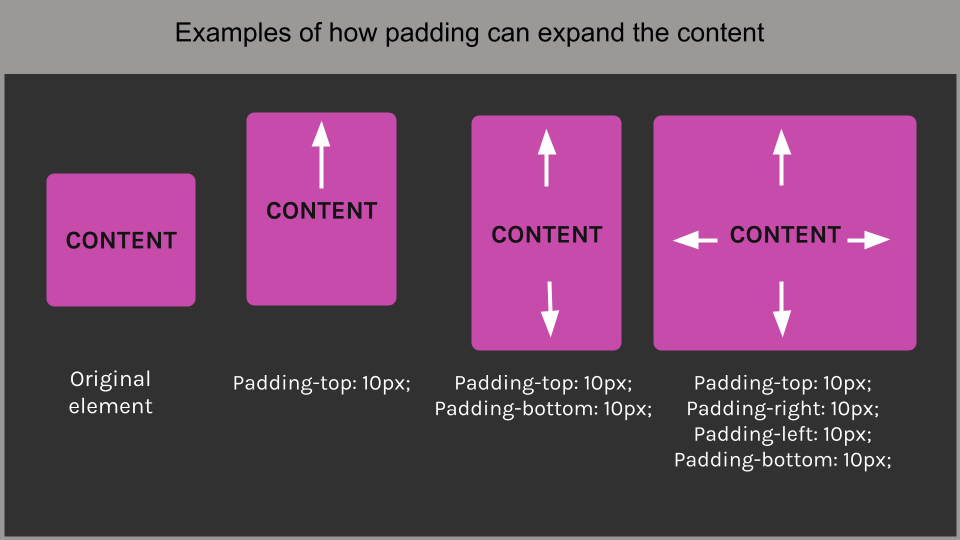 Examples of how padding can expand the content
CONTENT
CONTENT
CONTENT
CONTENT
Original
element
Padding-top: 10px;
Padding-top: 10px;
Padding-bottom: 10px;
Padding-top: 10px;
Padding-right: 10px;
Padding-left: 10px;
Padding-bottom: 10px;